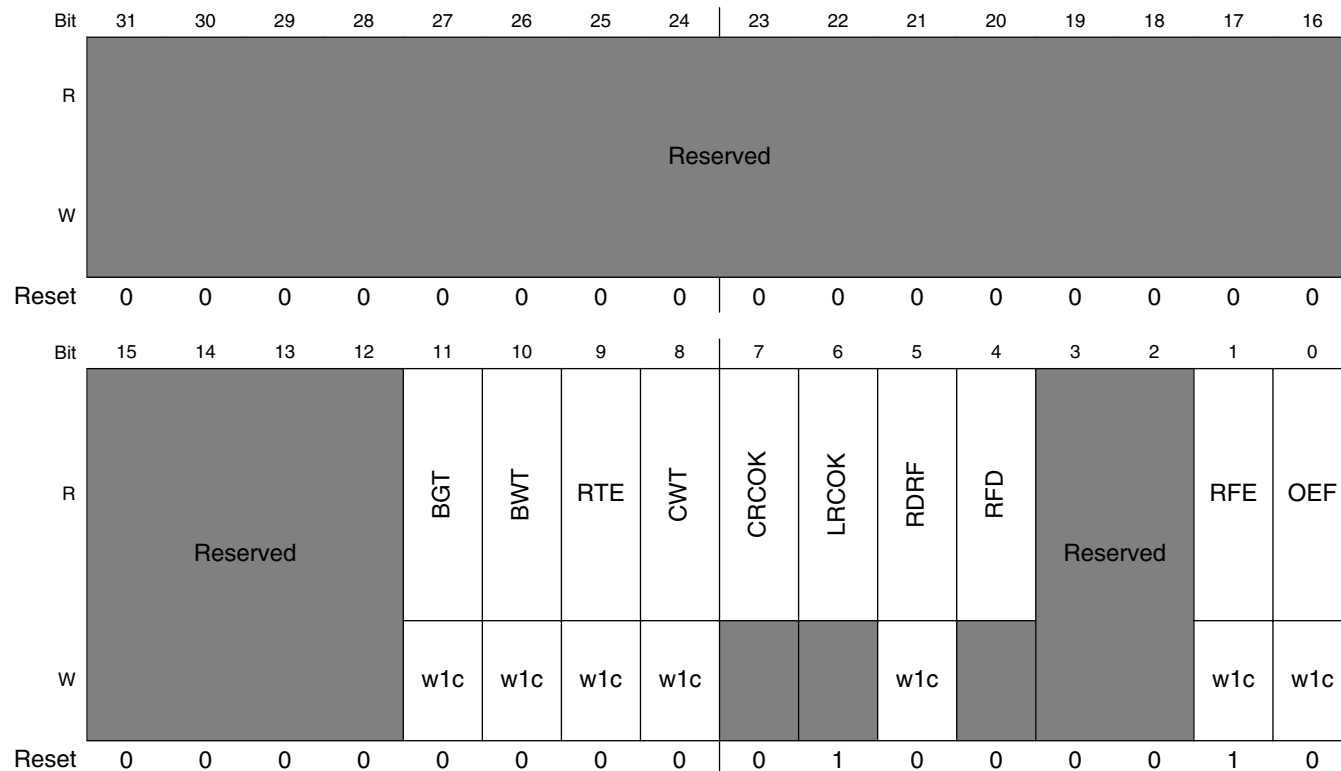 Bit 31 30 29 28 27 26 25 24 23 22 21 20 19 18 17 16
R
Reserved
W
Reset 0 0 0 0 0 0 0 0 0 0 0 0 0 0 0 0
Bit 15 14 13 12 11 10 9 8 7 6 5 4 3 2 1 0
R Reserved BGT BWT RTE CWT CRCOK LRCOK RDRF RFD Reserved RFE OEF
W w1c w1c w1c w1c w1c w1c w1c
Reset 0 0 0 0 0 0 0 0 0 1 0 0 0 0 1 0